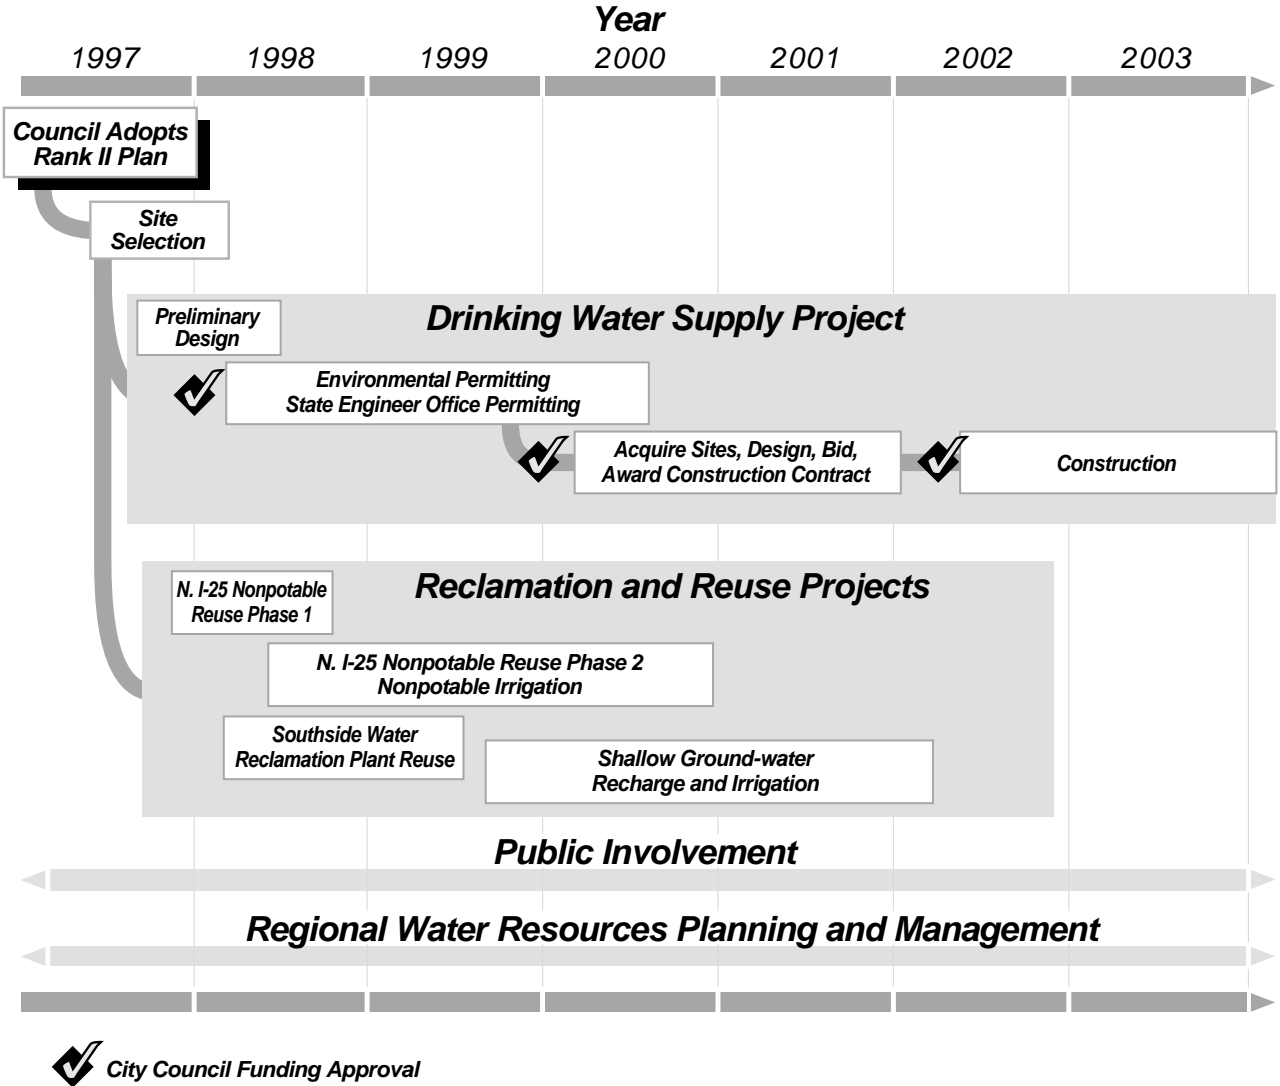 Year
1997 1998 1999 2000 2001 2002 2003
Council Adopts
Rank II Plan
Site
Selection
Drinking Water Supply Project
Preliminary
Design
Environmental Permitting
State Engineer Office Permitting
Acquire Sites, Design, Bid,
Award Construction Contract
Construction
Reclamation and Reuse Projects
N. I-25 Nonpotable
Reuse Phase 1
N. I-25 Nonpotable Reuse Phase 2
Nonpotable Irrigation
Southside Water
Reclamation Plant Reuse
Shallow Ground-water
Recharge and Irrigation
Public Involvement
Regional Water Resources Planning and Management
City Council Funding Approval